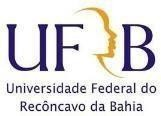 UFRB
Universidade Federal do
Recôncavo da Bahia